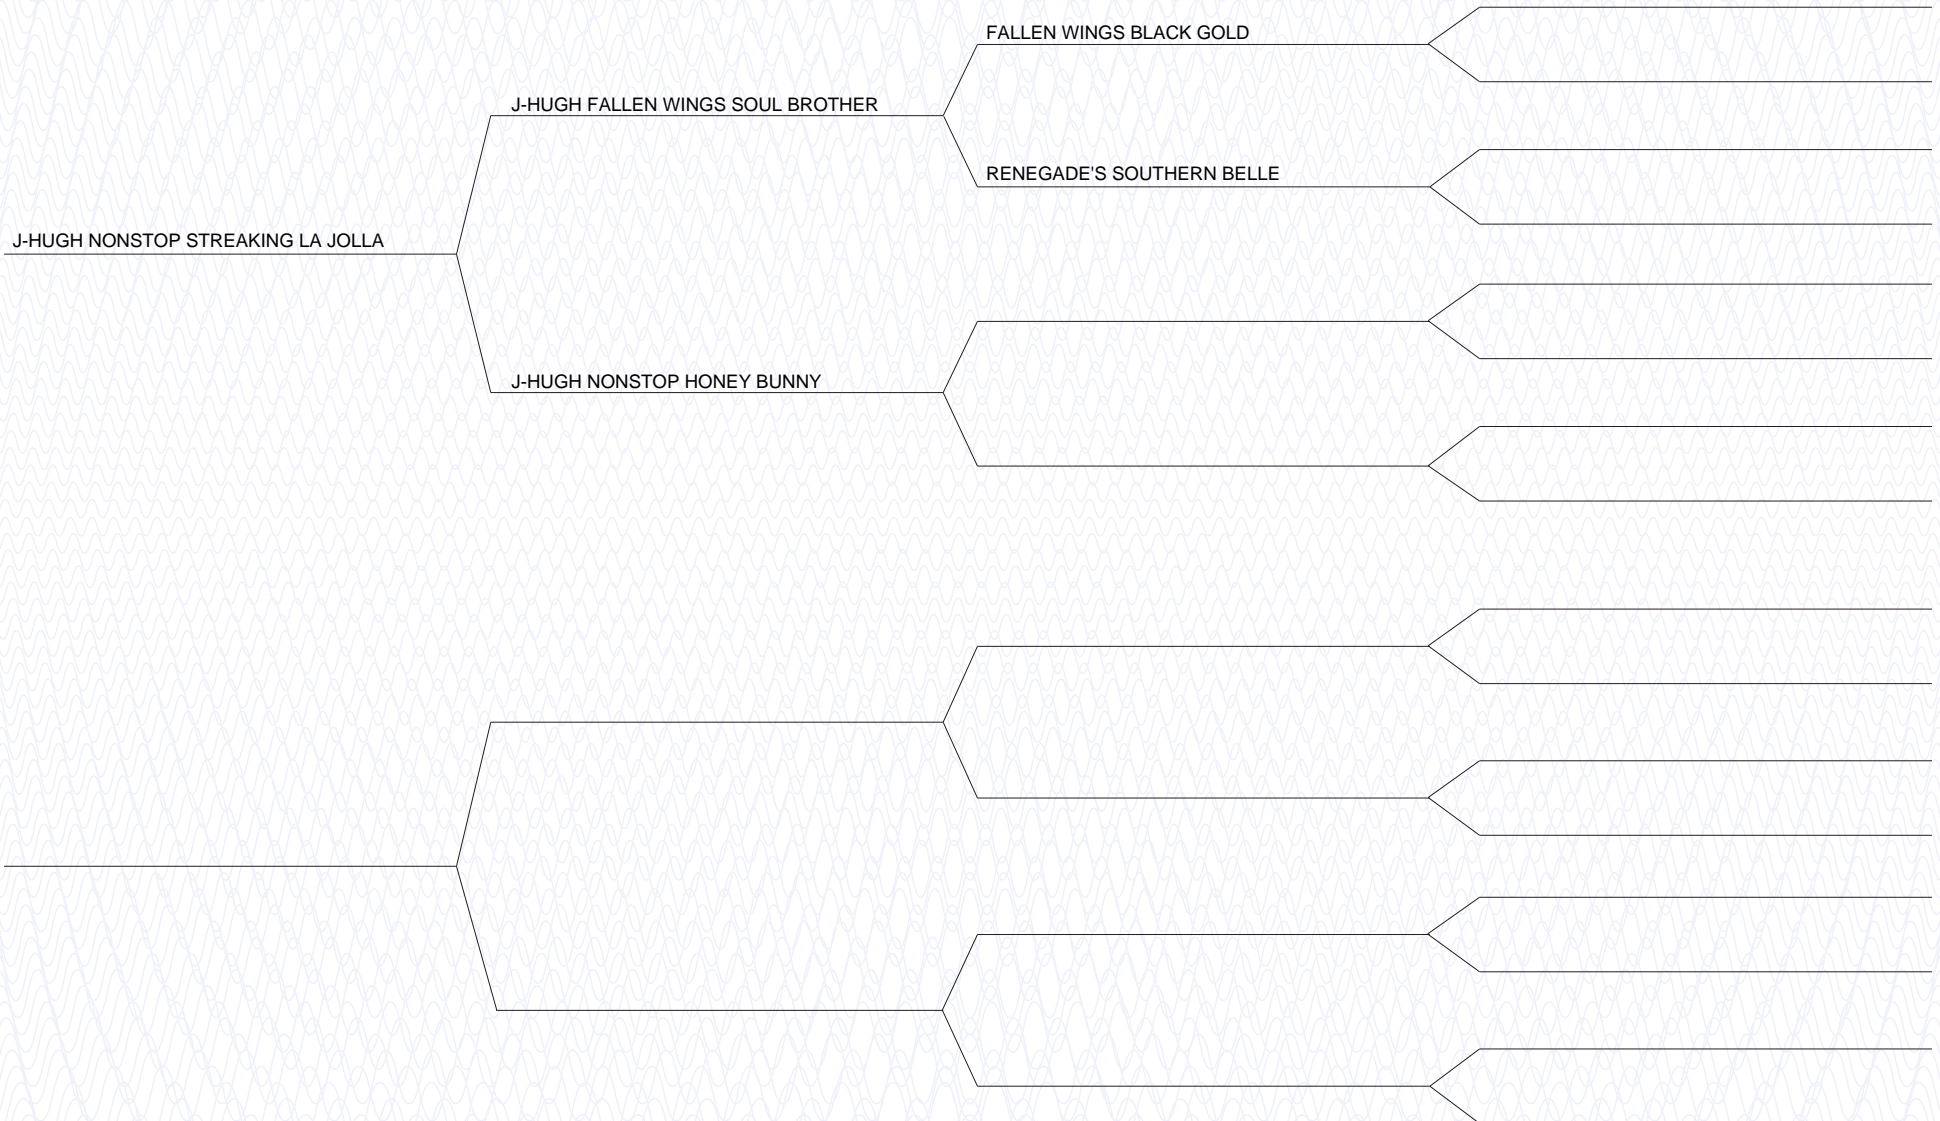 FALLEN WINGS BLACK GOLD
J-HUGH FALLEN WINGS SOUL BROTHER
RENEGADE'S SOUTHERN BELLE
J-HUGH NONSTOP STREAKING LA JOLLA
J-HUGH NONSTOP HONEY BUNNY